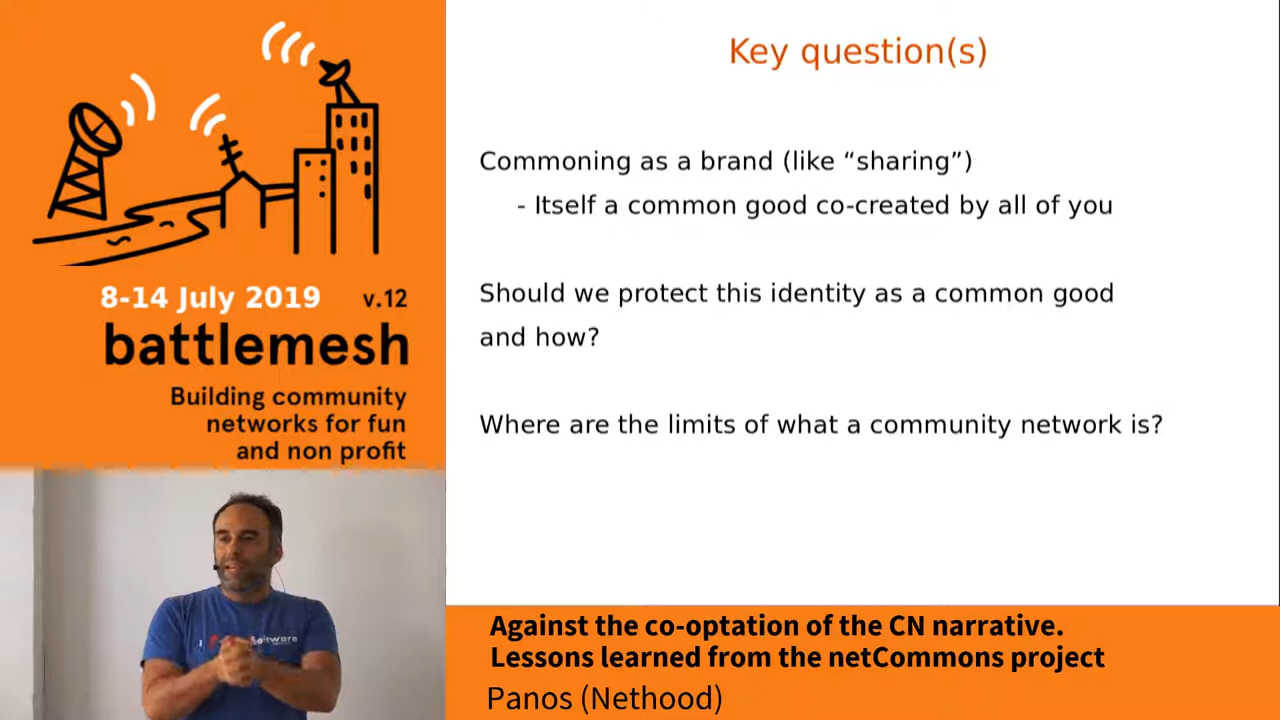 8-14 July 2019 v.12
battlemesh
Building community
networks for fun
and non profit
Key question(s)
Commoning as a brand (like “sharing”)
- Itself a common good co-created by all of you
Should we protect this identity as a common good
and how?
Where are the limits of what a community network is?
Software
Against the co-optation of the CN narrative.
Lessons learned from the netCommons project
Panos (Nethood)